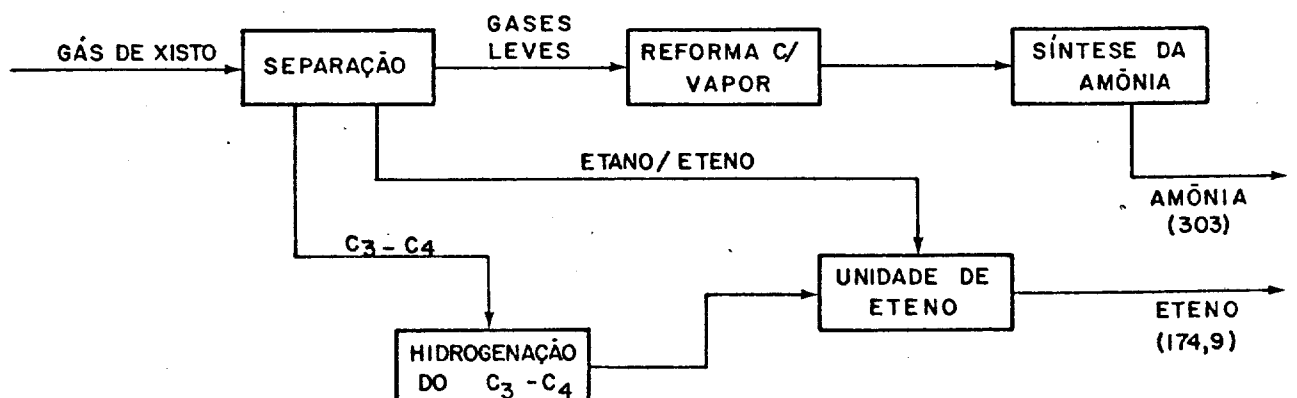 GASES
LEVES
GÁS DE XISTO
SEPARAÇÃO
REFORMA C/
VAPOR
SÍNTESE DA
AMÔNIA
ETANO/ETENO
AMÔNIA
(303)
C3-C4
UNIDADE DE
ETENO
ETENO
(174,9)
HIDROGENAÇÃO
DO C3-C4